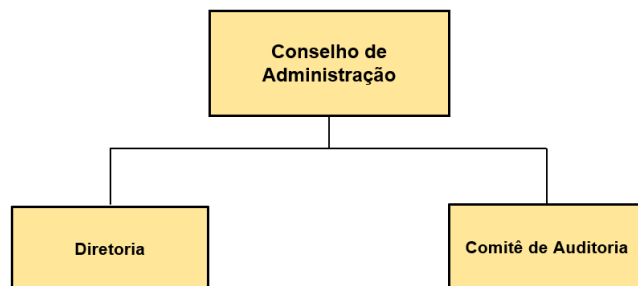 Conselho de
Administração
Diretoria
Comitê de Auditoria